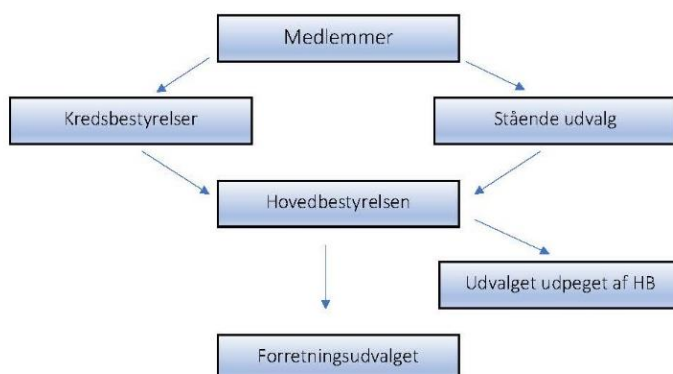 Medlemmer
Kredsbestyrelser
Stående udvalg
Hovedbestyrelsen
Udvalget udpeget af HB
Forretningsudvalget